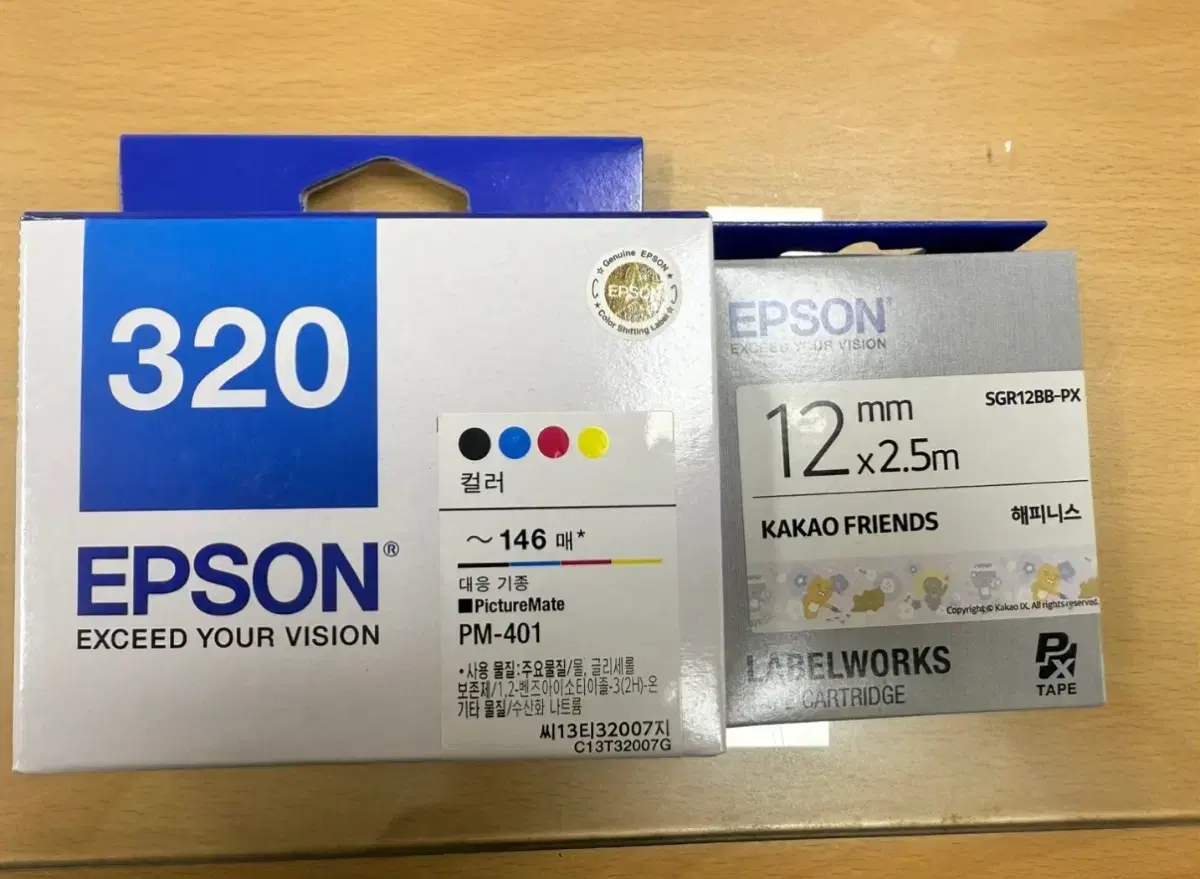 320
EPSON®
EXCEED YOUR VISION
Genuine EPSON
EPSON
Color Shifting Label
컬러
~146 매*
대응 기종
■PictureMate
PM-401
•사용 물질:주요물질/물, 글리세롤
보존제/1,2-벤즈아이소티아졸-3(2H)-온
기타 물질/수산화 나트륨
씨13티32007지
C13T32007G
EPSON
EXCEED YOUR VISION
12 mm
x2.5m
SGR12BB-PX
KAKAO FRIENDS
해피니스
Copyright © Kakao IX. All rights reserved.
LABELWORKS
CARTRIDGE
PX
TAPE